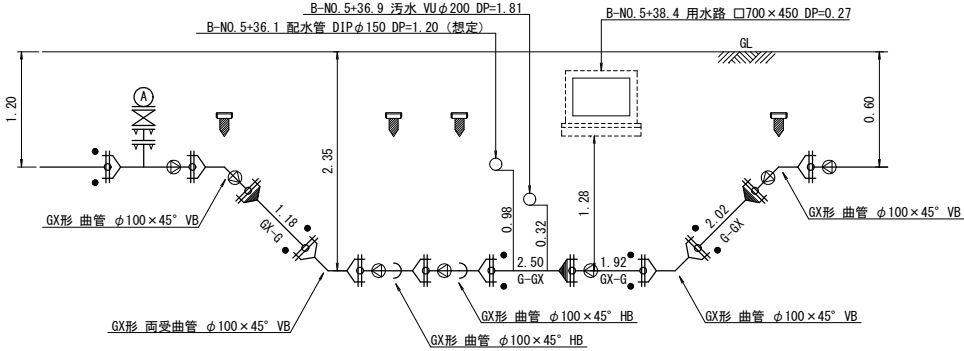 B-NO.5+36.9 汚水 VUφ200 DP=1.81
B-NO.5+38.4 用水路 □700×450 DP=0.27
B-NO.5+36.1 配水管 DIPφ150 DP=1.20 (想定)
GL
1.20
A
2.35
0.60
1.28
0.98
0.32
GX形 曲管 φ100×45° VB
1.18
GX-G
2.02
G-GX
GX形 曲管 φ100×45° VB
2.50
G-GX
1.92
GX-G
GX形 両受曲管 φ100×45° VB
GX形 曲管 φ100×45° HB
GX形 曲管 φ100×45° VB
GX形 曲管 φ100×45° HB